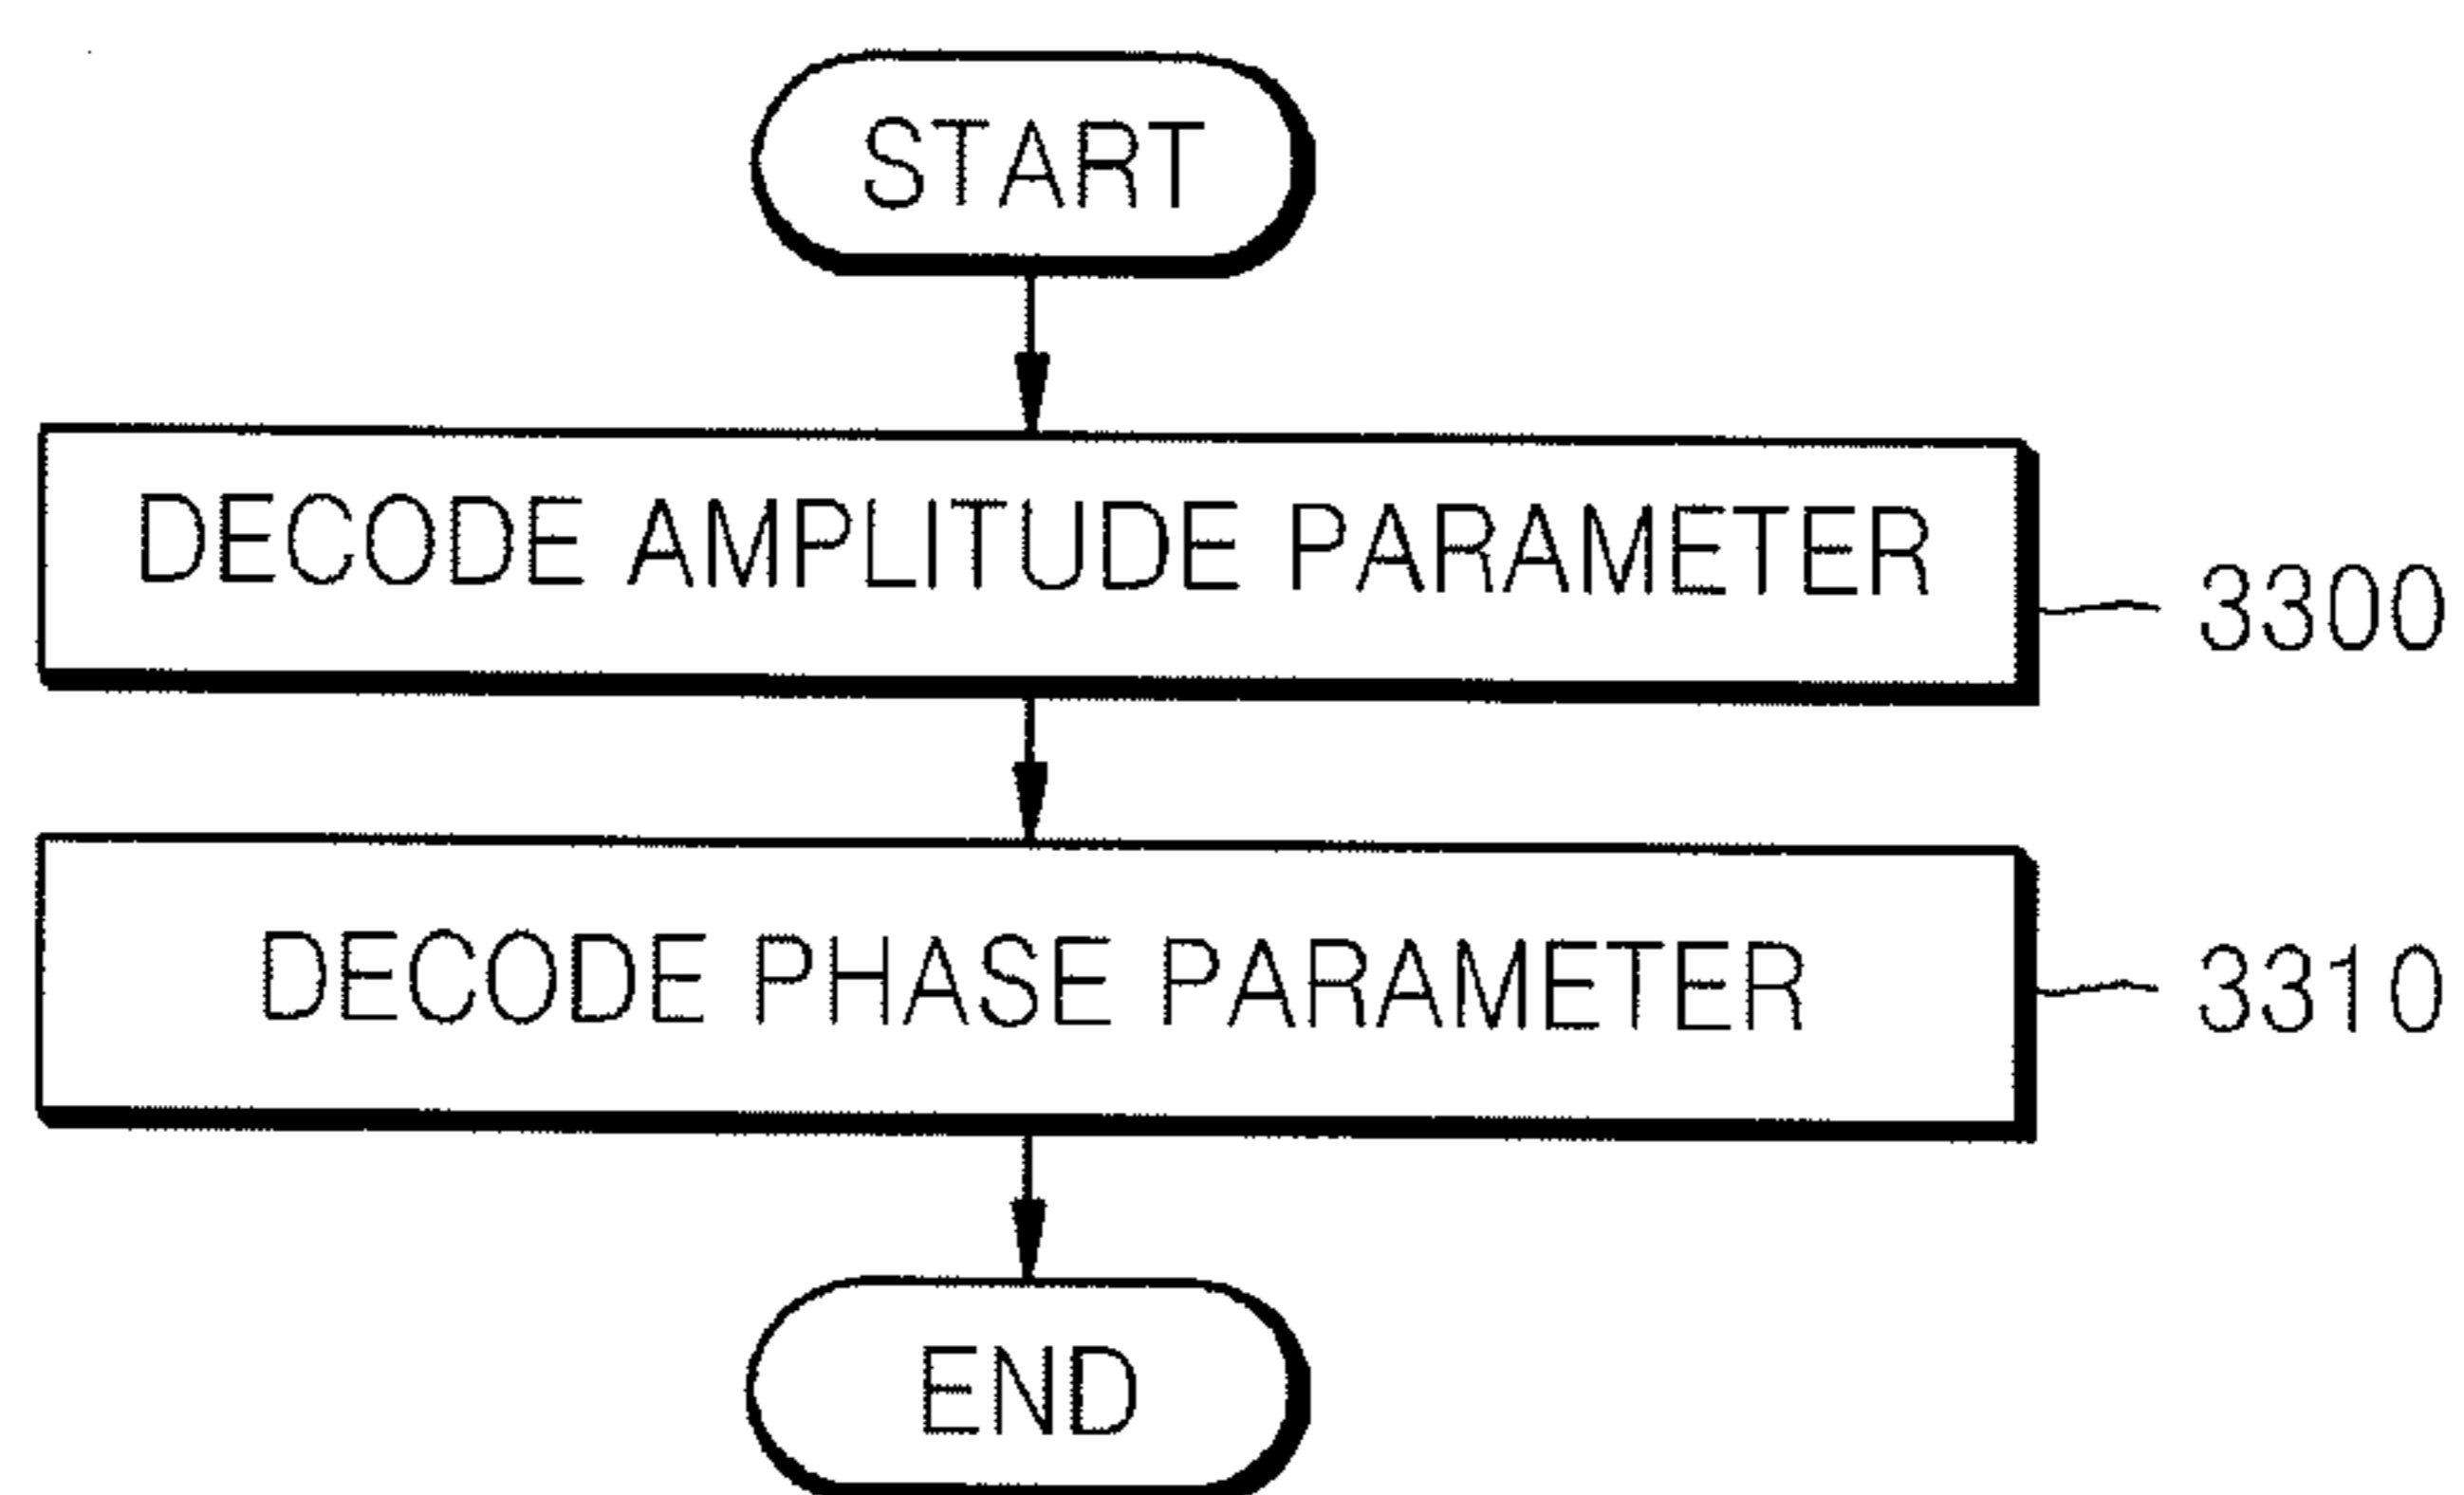 START
DECODE AMPLITUDE PARAMETER
3300
DECODE PHASE PARAMETER
3310
END